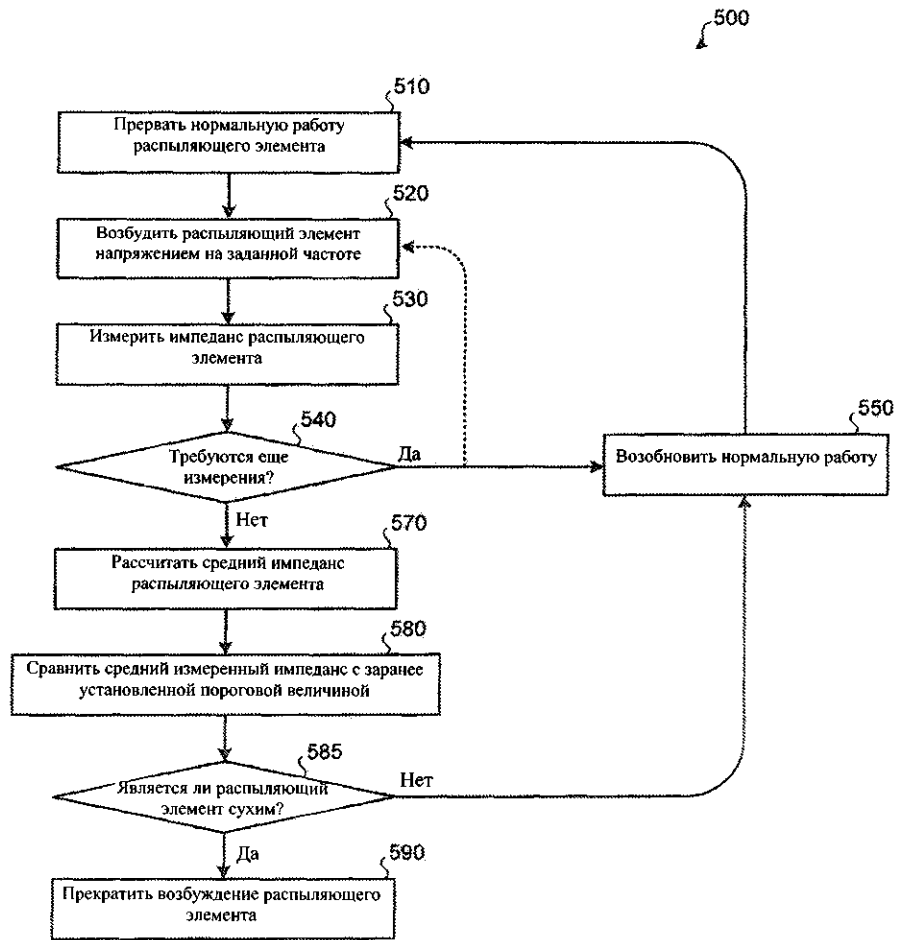 500
510
Прервать нормальную работу
распыляющего элемента
520
Возбудить распыляющий элемент
напряжением на заданной частоте
530
Измерить импеданс распыляющего
элемента
540
Требуются еще
измерения?
Да
550
Возобновить нормальную работу
Нет
570
Рассчитать средний импеданс
распыляющего элемента
580
Сравнить средний измеренный импеданс с заранее
установленной пороговой величиной
585
Является ли распыляющий
элемент сухим?
Нет
Да
590
Прекратить возбуждение распыляющего
элемента